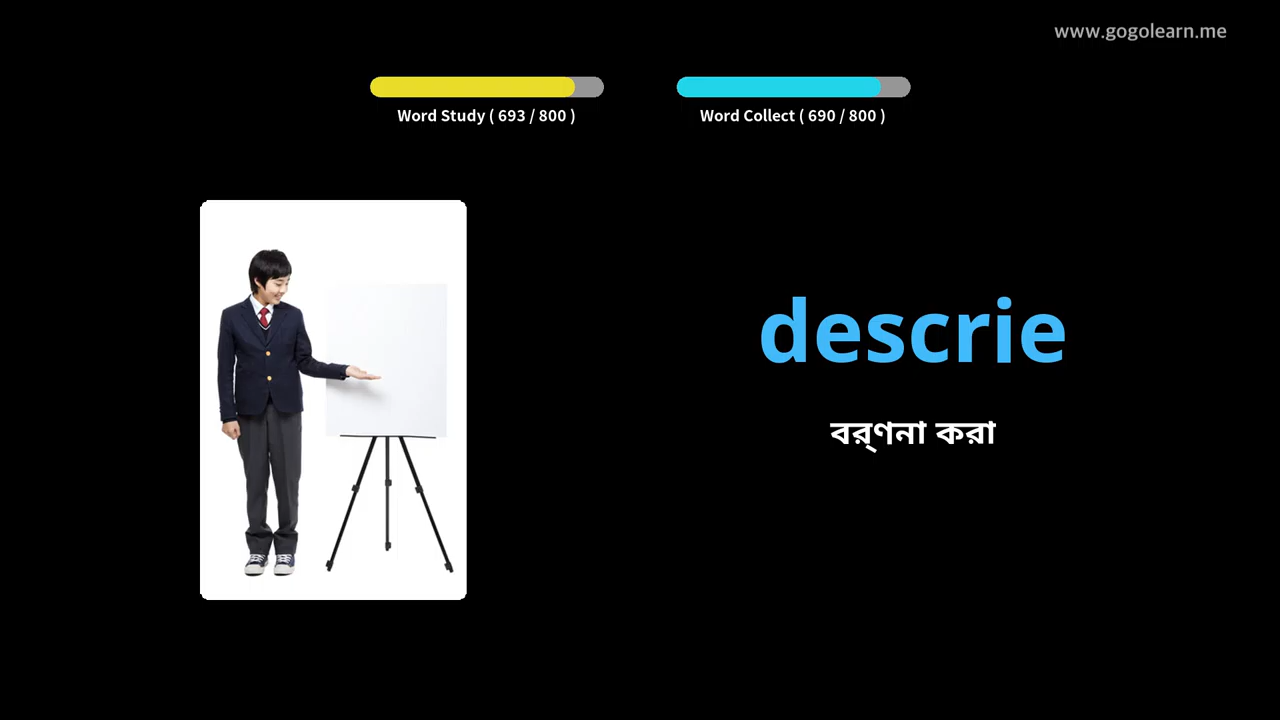 www.gogolearn.me
Word Study ( 693 / 800 )
Word Collect ( 690 / 800 )
descrie
বর্ণনা করা